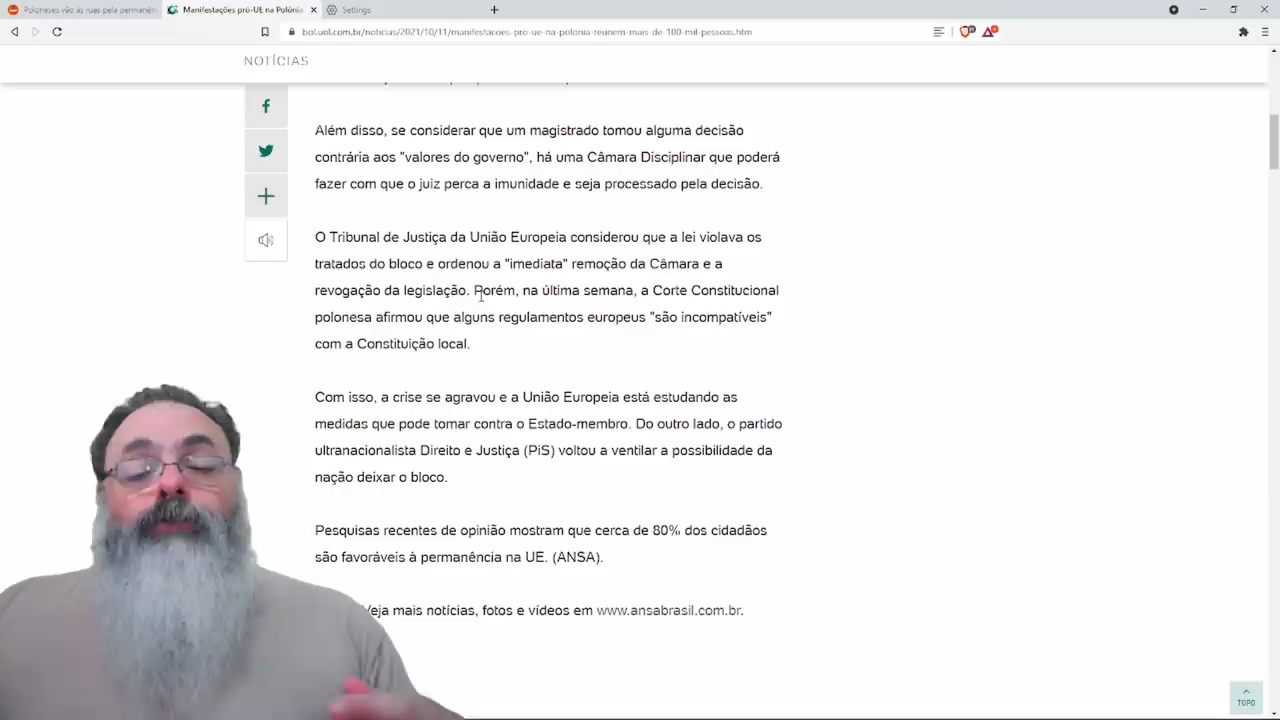 Poloneses vão às ruas pela permanên
Manifestações pró-UE na Polônia
Settings
bol.uol.com.br/noticias/2021/10/11/manifestacoes-pro-ue-na-polonia-reunem-mais-de-100-mil-pessoas.htm
NOTÍCIAS
Além disso, se considerar que um magistrado tomou alguma decisão
contrária aos "valores do governo", há uma Câmara Disciplinar que poderá
fazer com que o juiz perca a imunidade e seja processado pela decisão.
O Tribunal de Justiça da União Europeia considerou que a lei violava os
tratados do bloco e ordenou a "imediata" remoção da Câmara e a
revogação da legislação. Porém, na última semana, a Corte Constitucional
polonesa afirmou que alguns regulamentos europeus "são incompatíveis"
com a Constituição local.
Com isso, a crise se agravou e a União Europeia está estudando as
medidas que pode tomar contra o Estado-membro. Do outro lado, o partido
ultranacionalista Direito e Justiça (PiS) voltou a ventilar a possibilidade da
nação deixar o bloco.
Pesquisas recentes de opinião mostram que cerca de 80% dos cidadãos
são favoráveis à permanência na UE. (ANSA).
Veja mais notícias, fotos e vídeos em www.ansabrasil.com.br.
TOPO